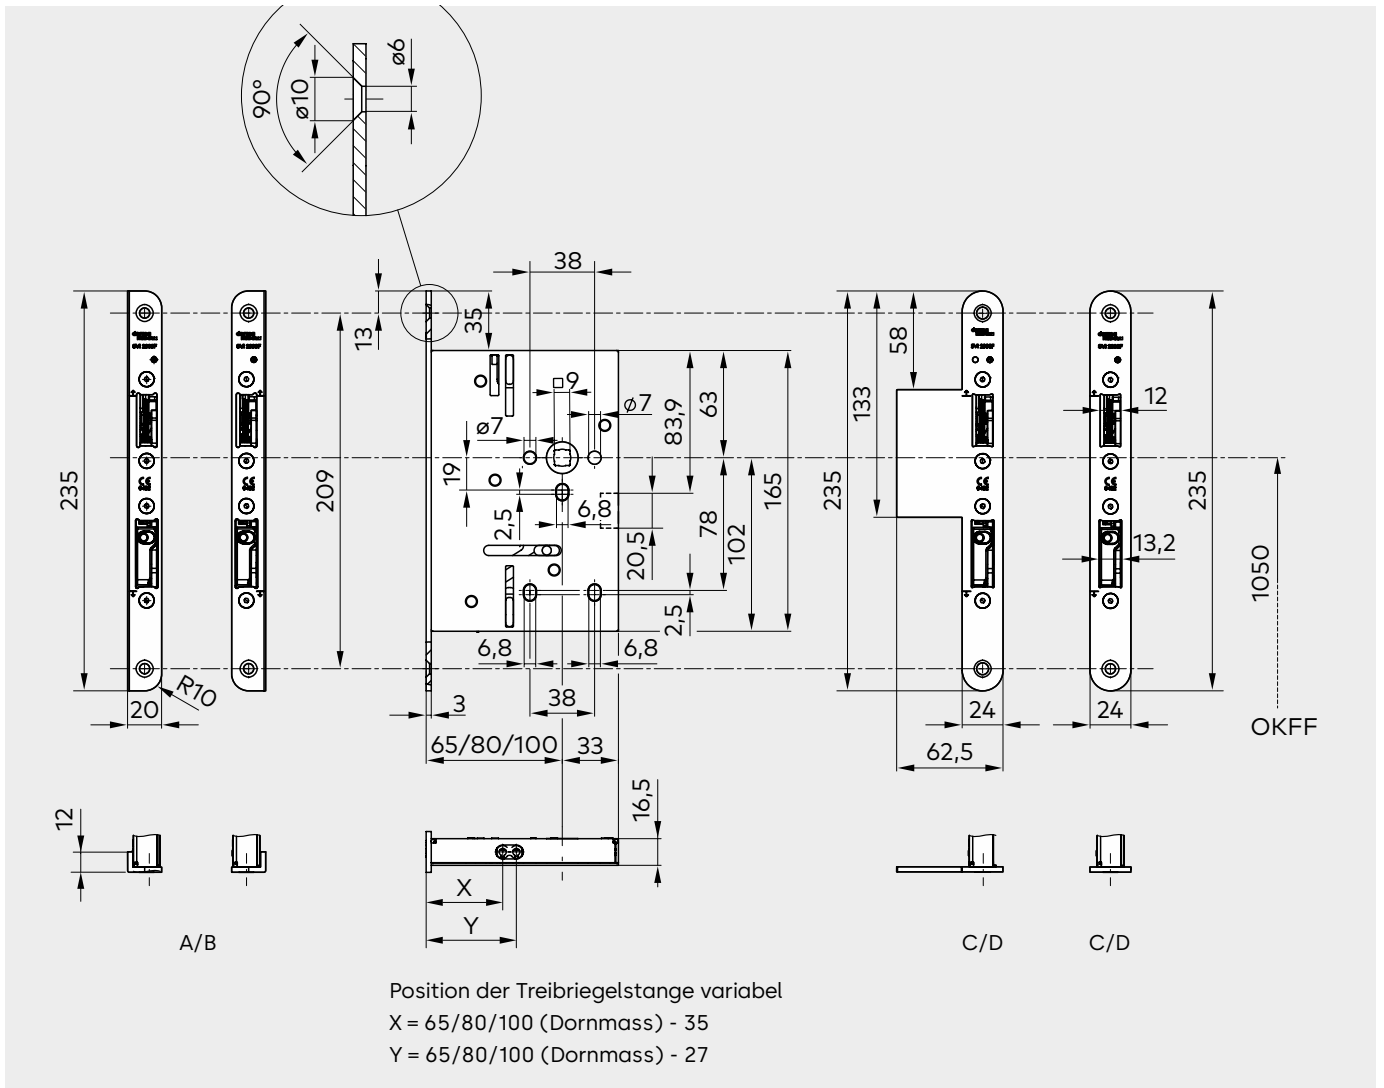 90°
ø10
ø6
38
13
35
58
□ 9
12
ø7
ø7
83,9
63
133
19
235
209
2,5
6,8
20,5
78
102
165
235
235
13,2
1050
2,5
6,8
6,8
R10
20
3
38
24
24
OKFF
65/80/100
33
62,5
16,5
12
X
Y
A/B
C/D
C/D
Position der Treibriegelstange variabel
X = 65/80/100 (Dornmass) - 35
Y = 65/80/100 (Dornmass) - 27